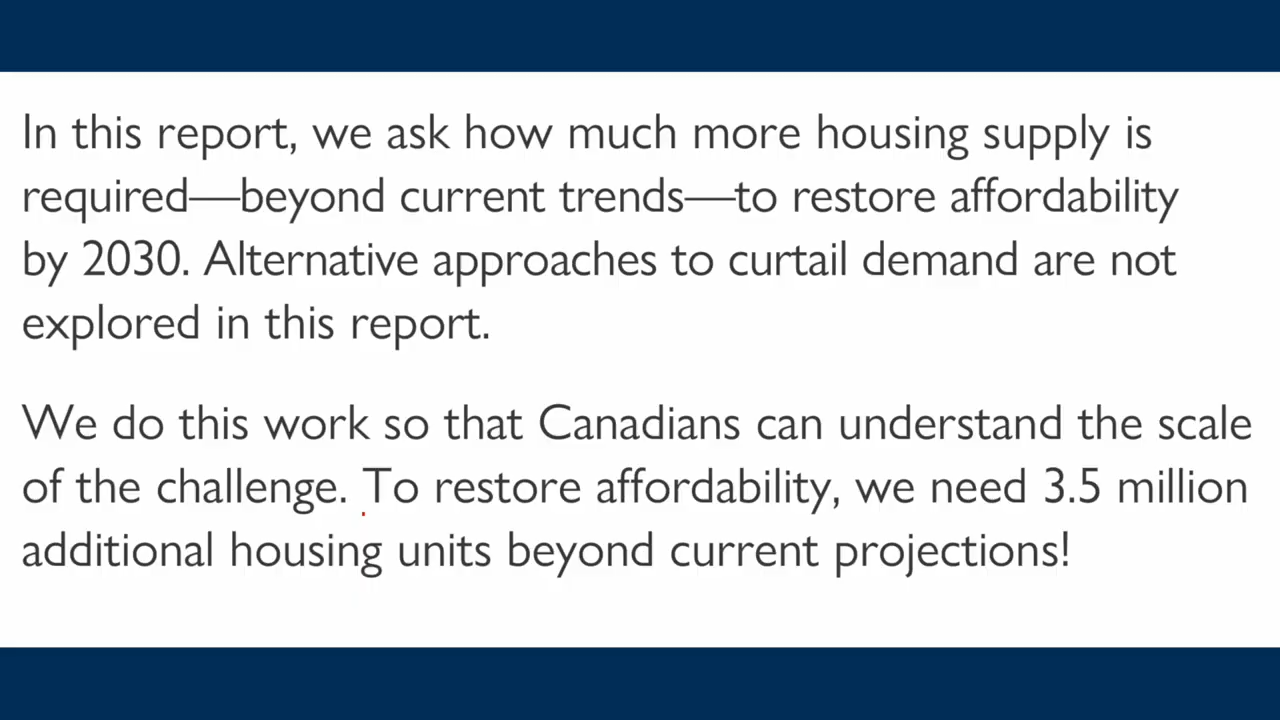 In this report, we ask how much more housing supply is
required—beyond current trends—to restore affordability
by 2030. Alternative approaches to curtail demand are not
explored in this report.
We do this work so that Canadians can understand the scale
of the challenge. To restore affordability, we need 3.5 million
additional housing units beyond current projections!